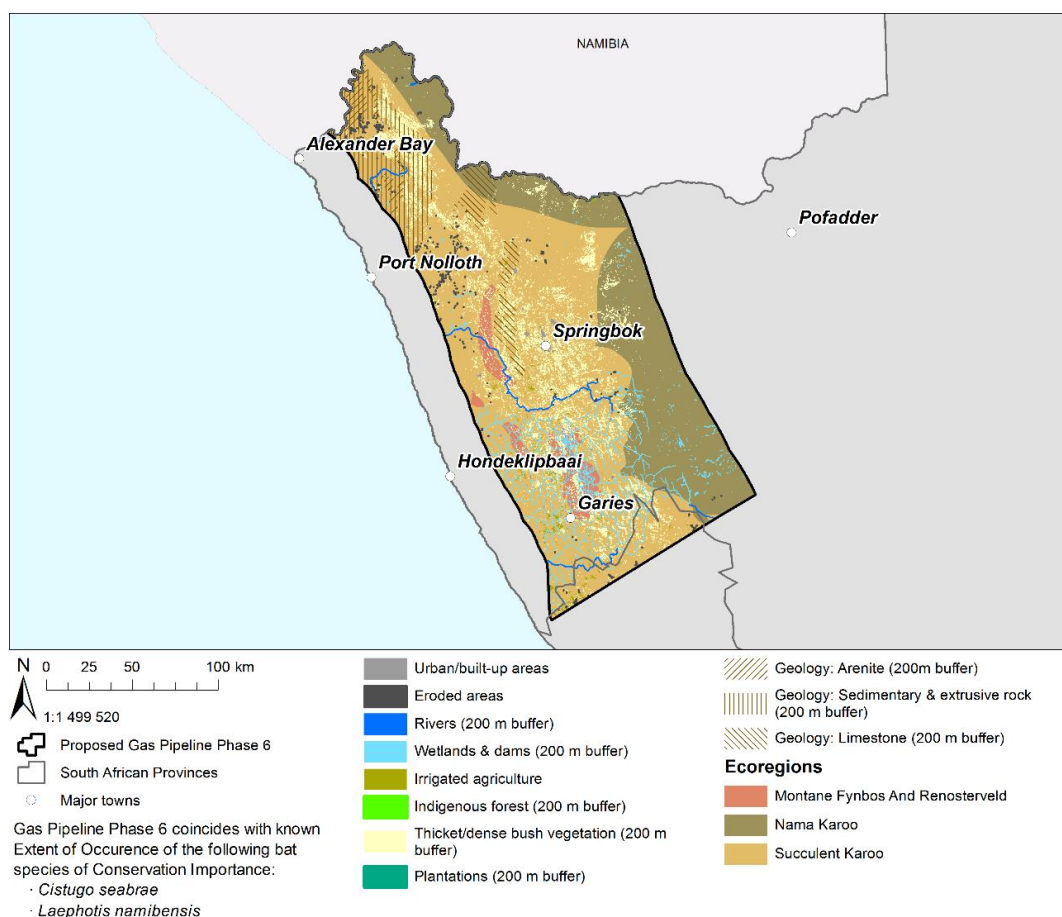 NAMIBIA
Alexander Bay
Pofadder
Port Nolloth
Springbok
Hondeklipbaai
Garies
N
0 25 50 100 km
1:1 499 520
Proposed Gas Pipeline Phase 6
South African Provinces
Major towns
Gas Pipeline Phase 6 coincides with known
Extent of Occurence of the following bat
species of Conservation Importance:
· Cistugo seabrae
· Laephotis namibensis
Urban/built-up areas
Eroded areas
Rivers (200 m buffer)
Wetlands & dams (200 m buffer)
Irrigated agriculture
Indigenous forest (200 m buffer)
Thicket/dense bush vegetation (200 m
buffer)
Plantations (200 m buffer)
Geology: Arenite (200m buffer)
Geology: Sedimentary & extrusive rock
(200 m buffer)
Geology: Limestone (200 m buffer)
Ecoregions
Montane Fynbos And Renosterveld
Nama Karoo
Succulent Karoo